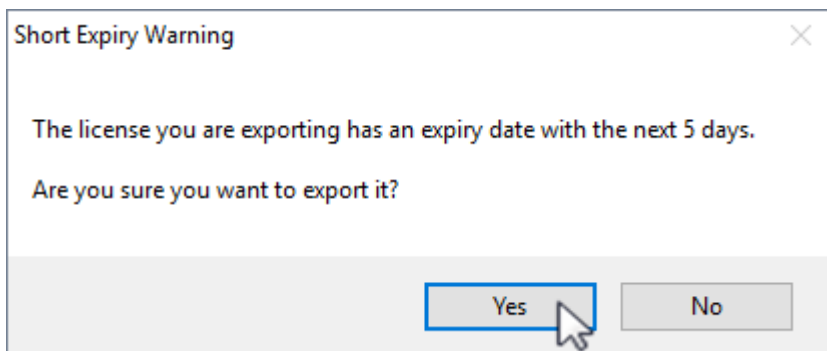 Short Expiry Warning
The license you are exporting has an expiry date with the next 5 days.
Are you sure you want to export it?
Yes
No